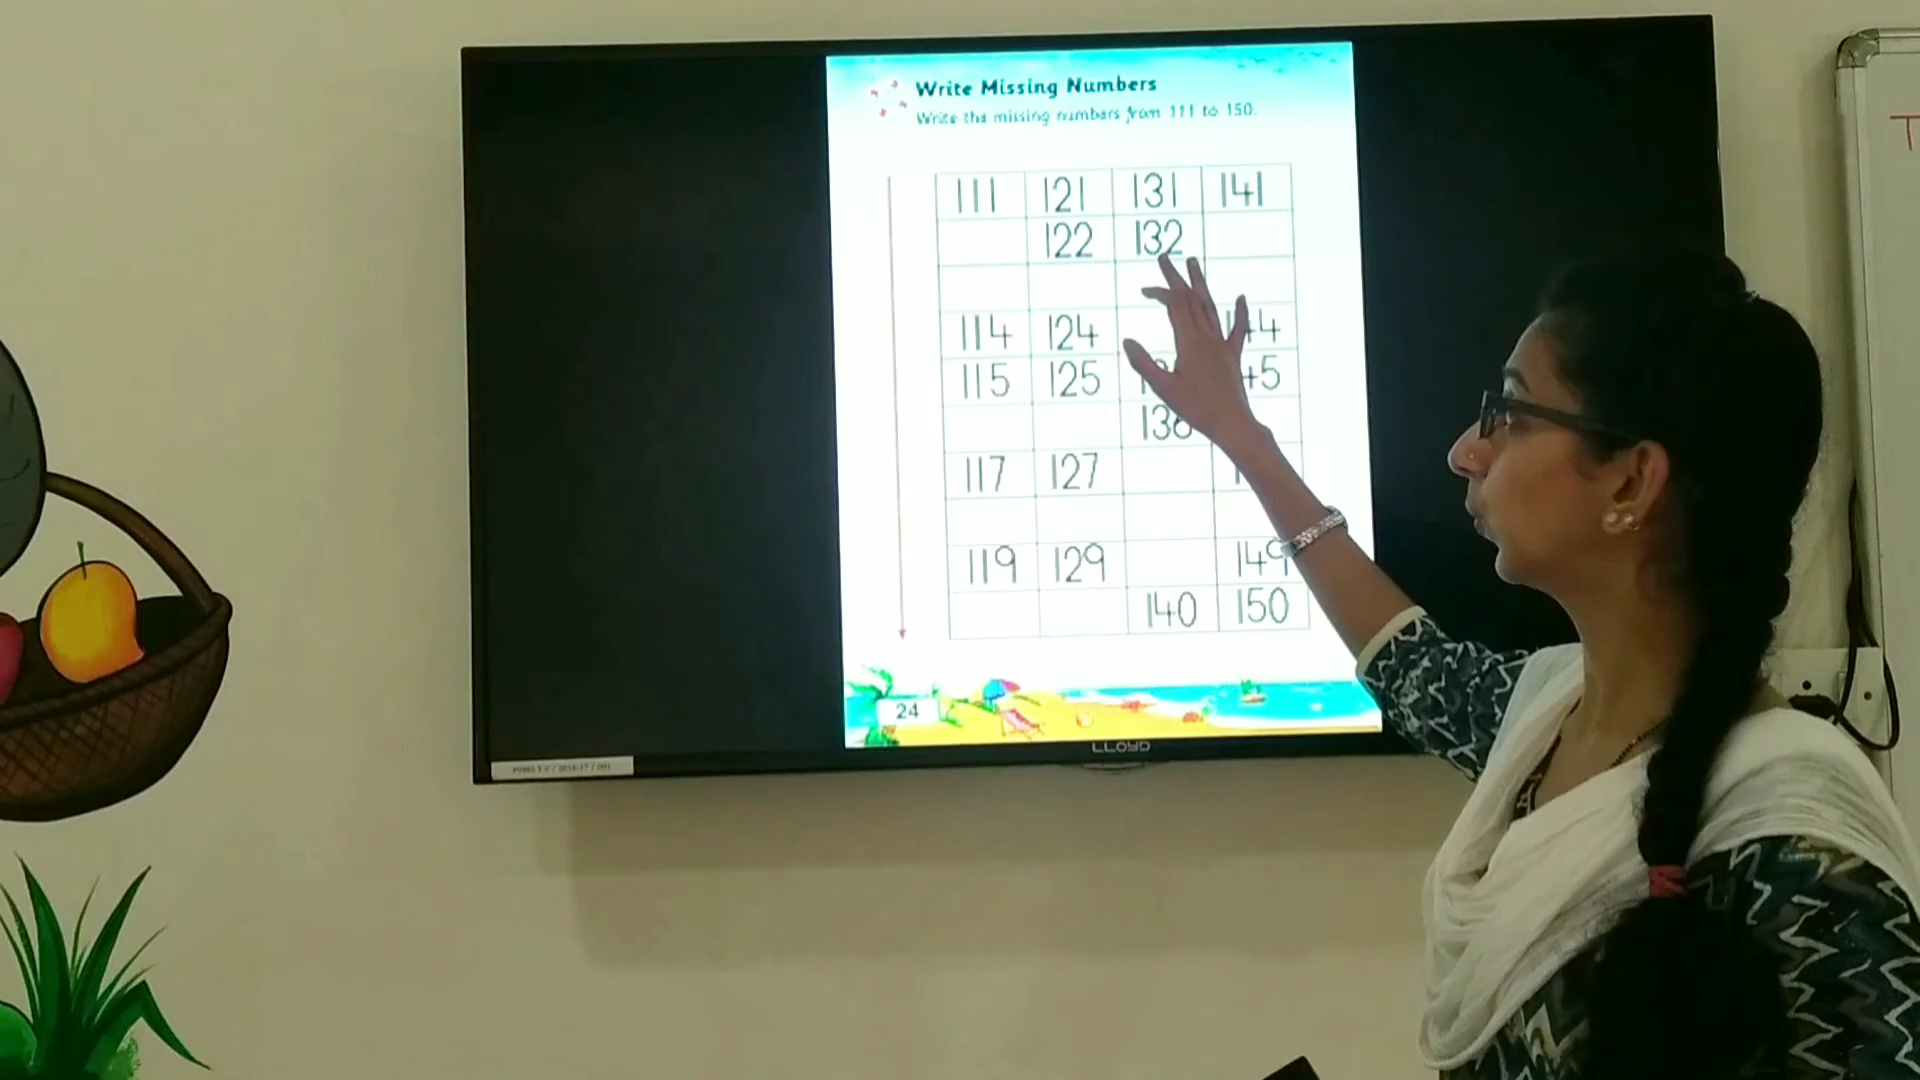 Write Missing Numbers
Write the missing numbers from 111 to 150.
111 121 131 141
122 132
114 124
115 125
117 127
119 129 149
140 150
24
LLOYD
T